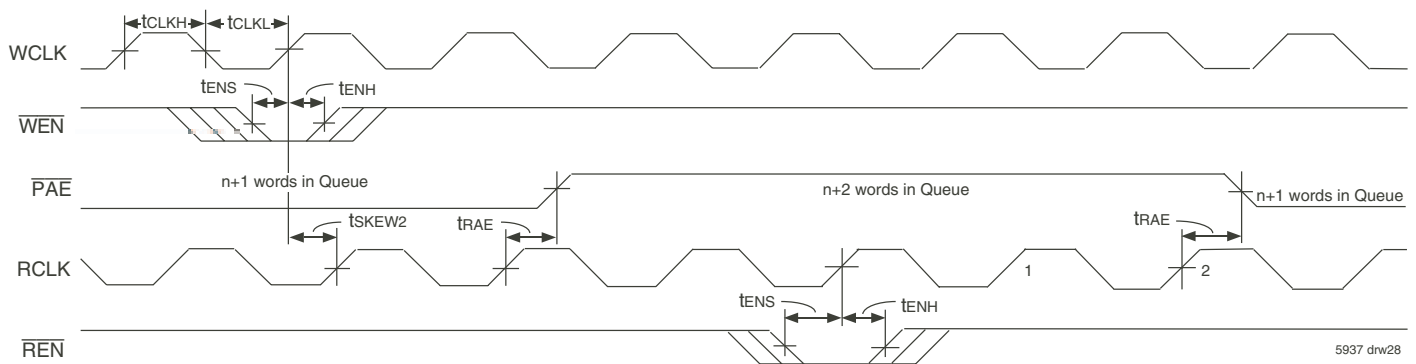 tCLKH tCLKL
WCLK
tENS tENH
WEN
PAE n+1 words in Queue n+2 words in Queue n+1 words in Queue
tSKEW2 tRAE tRAE
RCLK 1 2
tENS tENH
REN
5937 drw28